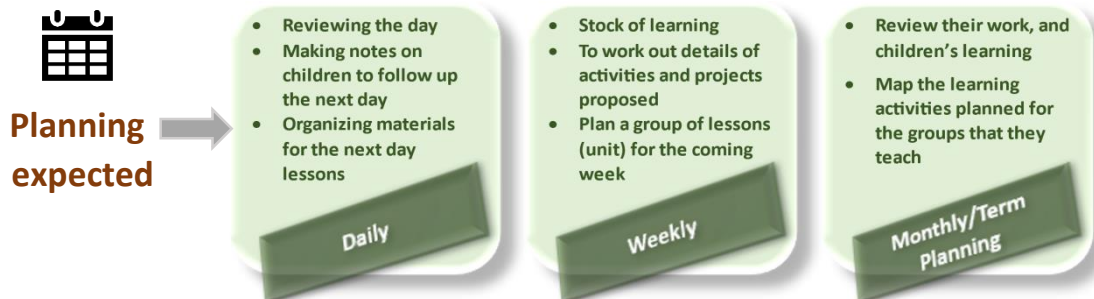 Planning
expected
• Reviewing the day
• Making notes on
children to follow up
the next day
• Organizing materials
for the next day
lessons
Daily
• Stock of learning
• To work out details of
activities and projects
proposed
• Plan a group of lessons
(unit) for the coming
week
Weekly
• Review their work, and
children's learning
• Map the learning
activities planned for
the groups that they
teach
Monthly/Term
Planning